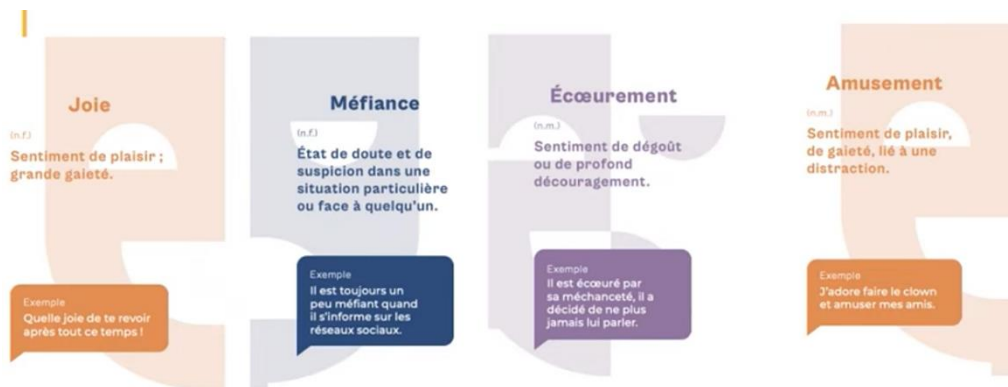 Joie
(n.f.)
Sentiment de plaisir ;
grande gaieté.
Exemple
Quelle joie de te revoir
après tout ce temps !
Méfiance
(n.f.)
État de doute et de
suspicion dans une
situation particulière
ou face à quelqu'un.
Exemple
Il est toujours un
peu méfiant quand
il s'informe sur les
réseaux sociaux.
Écœurement
(n.m.)
Sentiment de dégoût
ou de profond
découragement.
Exemple
Il est écœuré par
sa méchanceté, il a
décidé de ne plus
jamais lui parler.
Amusement
(n.m.)
Sentiment de plaisir,
de gaieté, lié à une
distraction.
Exemple
J'adore faire le clown
et amuser mes amis.